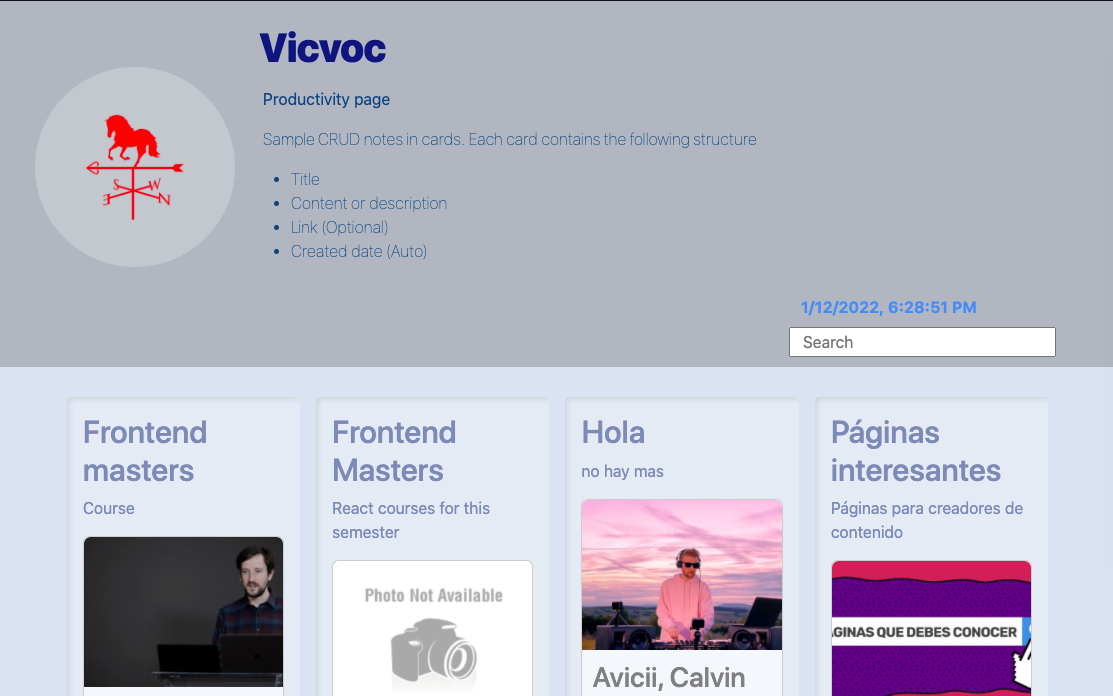 Vicvoc
Productivity page
Sample CRUD notes in cards. Each card contains the following structure
Title
Content or description
Link (Optional)
Created date (Auto)
S W
E N
1/12/2022, 6:28:51 PM
Search
Frontend
masters
Course
Frontend
Masters
React courses for this
semester
Photo Not Available
Hola
no hay mas
Avicii, Calvin
Páginas
interesantes
Páginas para creadores de
contenido
ÁGINAS QUE DEBES CONOCER